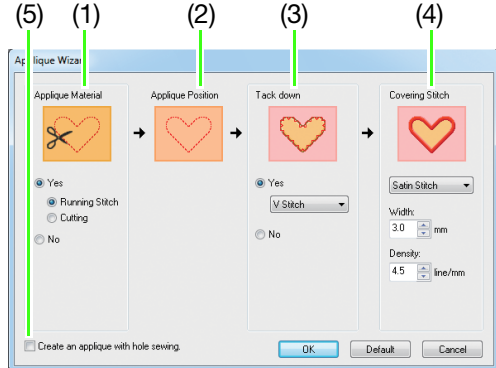 (5) (1) (2) (3) (4)
Applique Wizard
Applique Material Applique Position Tack down Covering Stitch
Yes Yes Satin Stitch
Running Stitch V Stitch
Cutting
Width:
No No 3.0 mm
Density:
4.5 line/mm
Create an applique with hole sewing.
OK Default Cancel